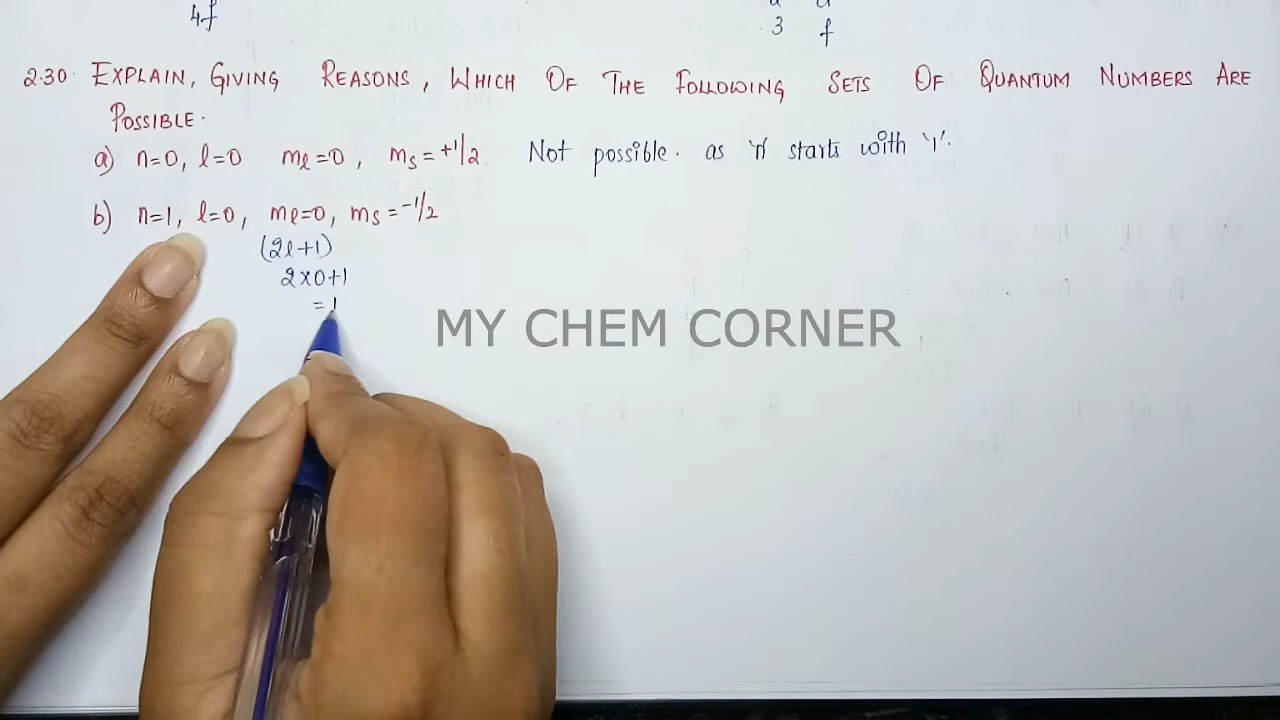 4f
3 f
2.30. EXPLAIN, GIVING REASONS, WHICH OF THE FOLLOWING SETS OF QUANTUM NUMBERS ARE
POSSIBLE.
a) n=0, l=0 ml=0, ms=+1/2 Not possible. as 'n' starts with '1'.
b) n=1, l=0, ml=0, ms=-1/2
(2l+1)
2×0+1
=1
MY CHEM CORNER